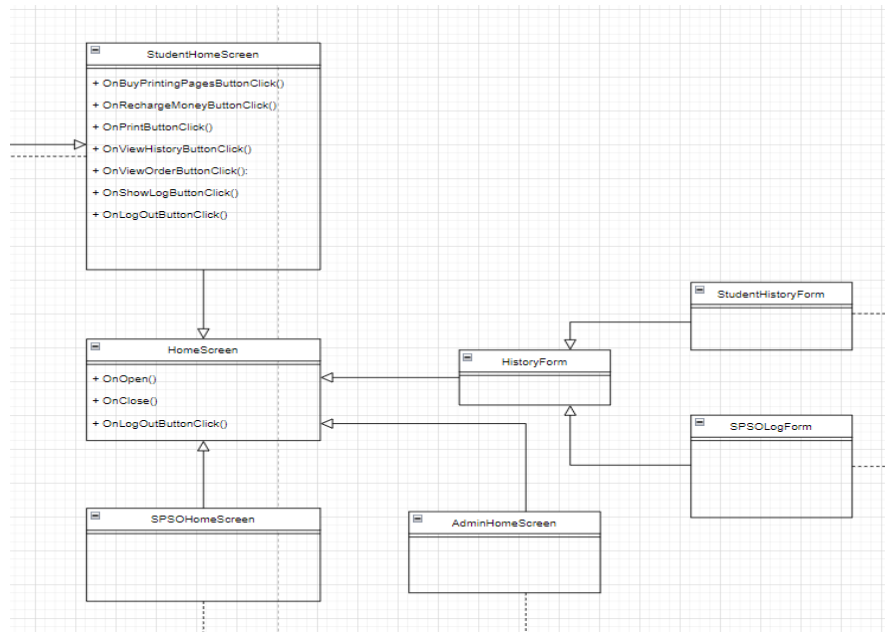 StudentHomeScreen
+ OnBuyPrintingPagesButtonClick()
+ OnRechargeMoneyButtonClick()
+ OnPrintButtonClick()
+ OnViewHistoryButtonClick()
+ OnViewOrderButtonClick():
+ OnShowLogButtonClick()
+ OnLogOutButtonClick()
StudentHistoryForm
HomeScreen
+ OnOpen()
+ OnClose()
+ OnLogOutButtonClick()
HistoryForm
SPSOLogForm
SPSOHomeScreen
AdminHomeScreen